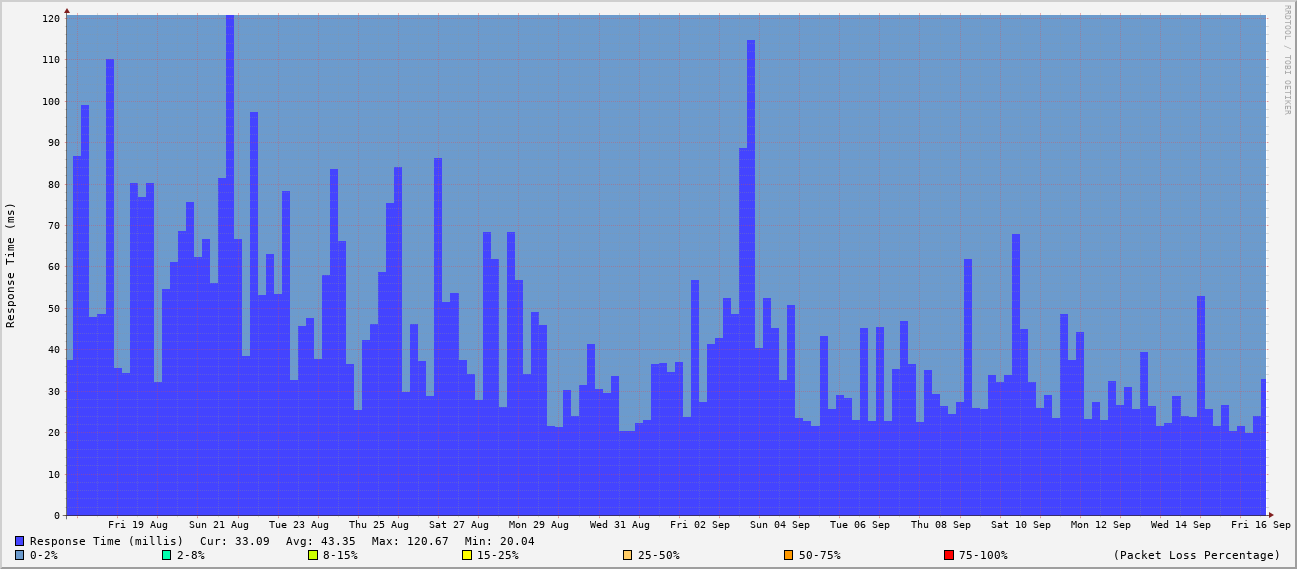 RRDTOOL / TOBI OETIKER
Response Time (ms)
120
110
100
90
80
70
60
50
40
30
20
10
0
Fri 19 Aug Sun 21 Aug Tue 23 Aug Thu 25 Aug Sat 27 Aug Mon 29 Aug Wed 31 Aug Fri 02 Sep Sun 04 Sep Tue 06 Sep Thu 08 Sep Sat 10 Sep Mon 12 Sep Wed 14 Sep Fri 16 Sep
Response Time (millis) Cur: 33.09 Avg: 43.35 Max: 120.67 Min: 20.04
0-2% 2-8% 8-15% 15-25% 25-50% 50-75% 75-100% (Packet Loss Percentage)